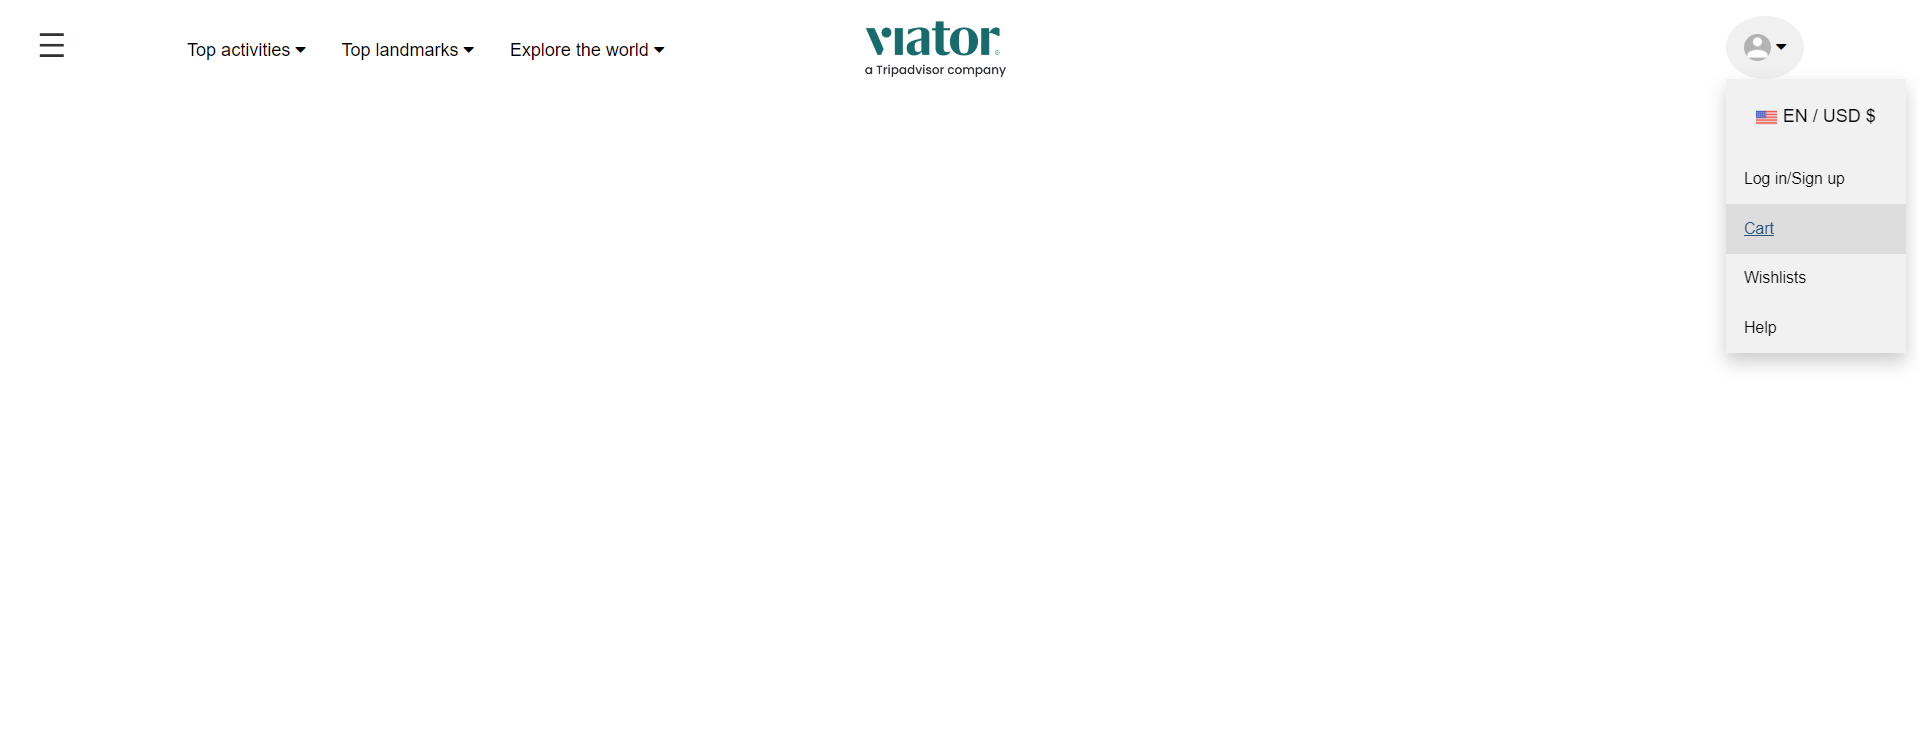 ☰ Top activities Top landmarks Explore the world
viator®
a Tripadvisor company
EN / USD $
Log in/Sign up
Cart
Wishlists
Help